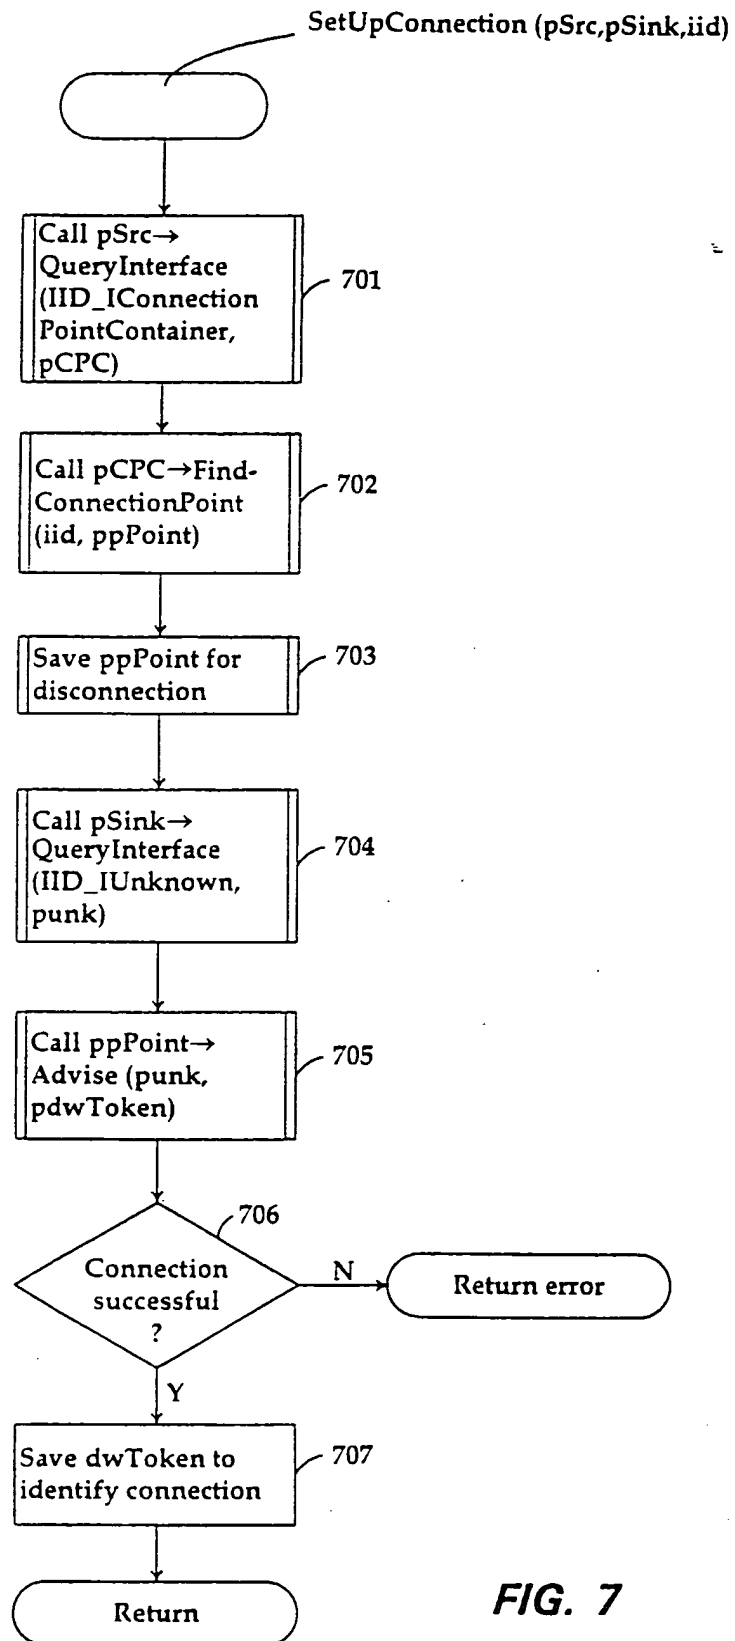 SetUpConnection (pSrc,pSink,iid)
Call pSrc→
QueryInterface
(IID_IConnection
PointContainer,
pCPC)
701
Call pCPC→Find-
ConnectionPoint
(iid, ppPoint)
702
Save ppPoint for
disconnection
703
Call pSink→
QueryInterface
(IID_IUnknown,
punk)
704
Call ppPoint→
Advise (punk,
pdwToken)
705
706
Connection
successful
?
N
Return error
Y
Save dwToken to
identify connection
707
Return
FIG. 7